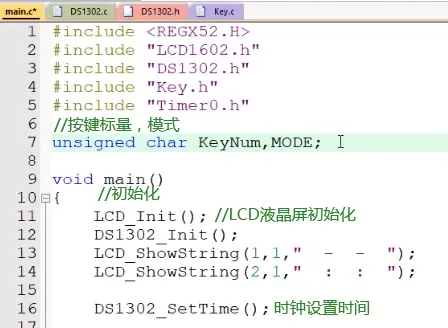 main.c* DS1302.c DS1302.h Key.c
1 #include <REGX52.H>
2 #include "LCD1602.h"
3 #include "DS1302.h"
4 #include "Key.h"
5 #include "Timer0.h"
6 //按键标量，模式
7 unsigned char KeyNum,MODE;
8
9 void main()
10 { //初始化
11 LCD_Init(); //LCD液晶屏初始化
12 DS1302_Init();
13 LCD_ShowString(1,1,"  -  -  ");
14 LCD_ShowString(2,1,"  :  :  ");
15
16 DS1302_SetTime();时钟设置时间